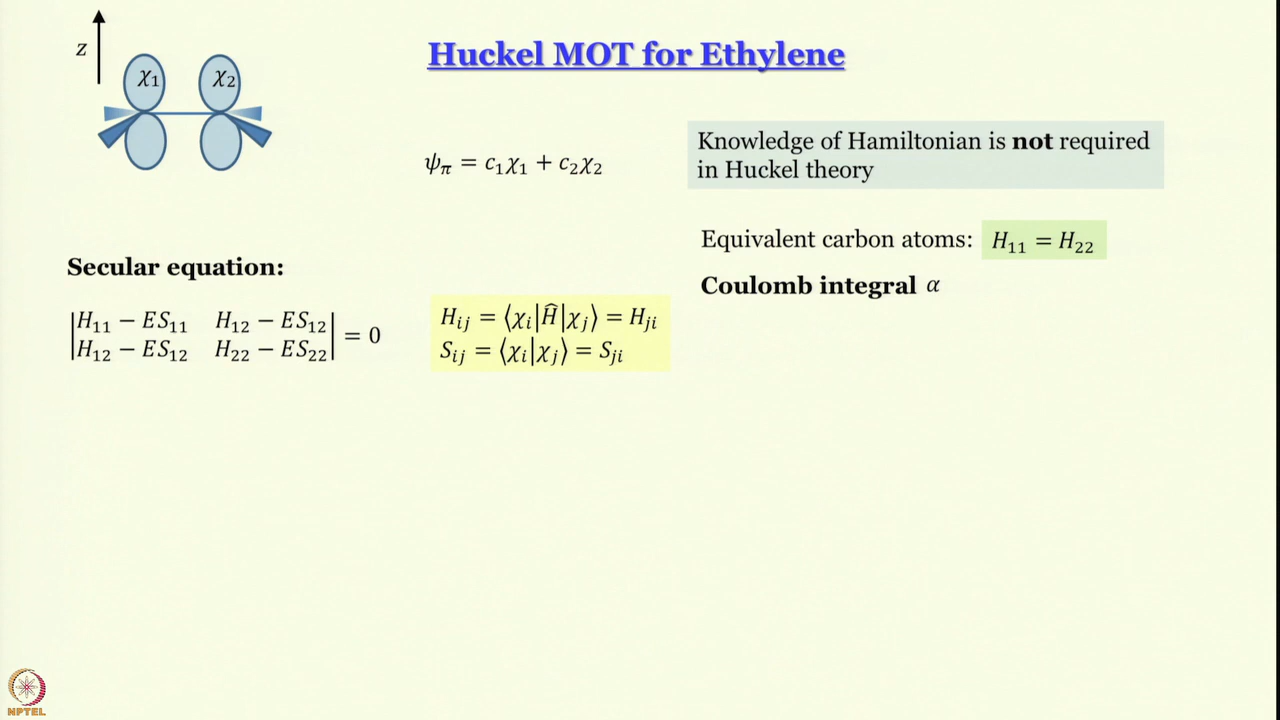 Huckel MOT for Ethylene
z
χ₁ χ₂
ψ_π = c₁χ₁ + c₂χ₂
Knowledge of Hamiltonian is not required
in Huckel theory
Equivalent carbon atoms: H₁₁ = H₂₂
Coulomb integral α
Secular equation:
|H₁₁ − ES₁₁ H₁₂ − ES₁₂|
|H₁₂ − ES₁₂ H₂₂ − ES₂₂| = 0
H_ij = ⟨χ_i|Ĥ|χ_j⟩ = H_ji
S_ij = ⟨χ_i|χ_j⟩ = S_ji
NPTEL